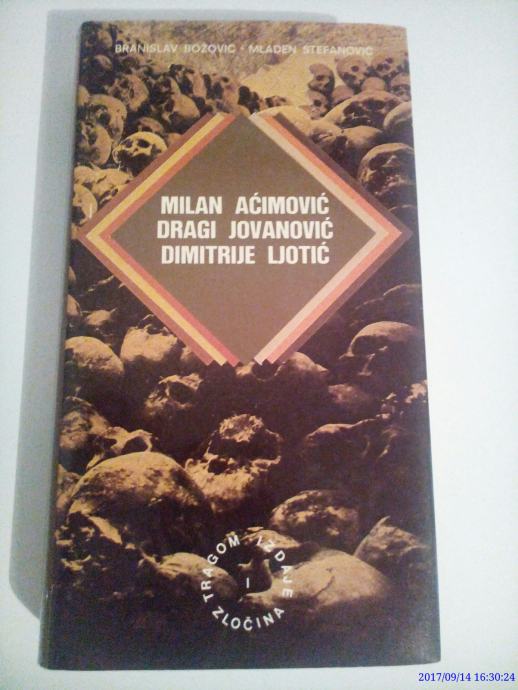 BRANISLAV BOŽOVIĆ • MLADEN STEFANOVIĆ
MILAN AĆIMOVIĆ
DRAGI JOVANOVIĆ
DIMITRIJE LJOTIĆ
TRAGOM IZDAJE
I
ZLOČINA
2017/09/14 16:30:24